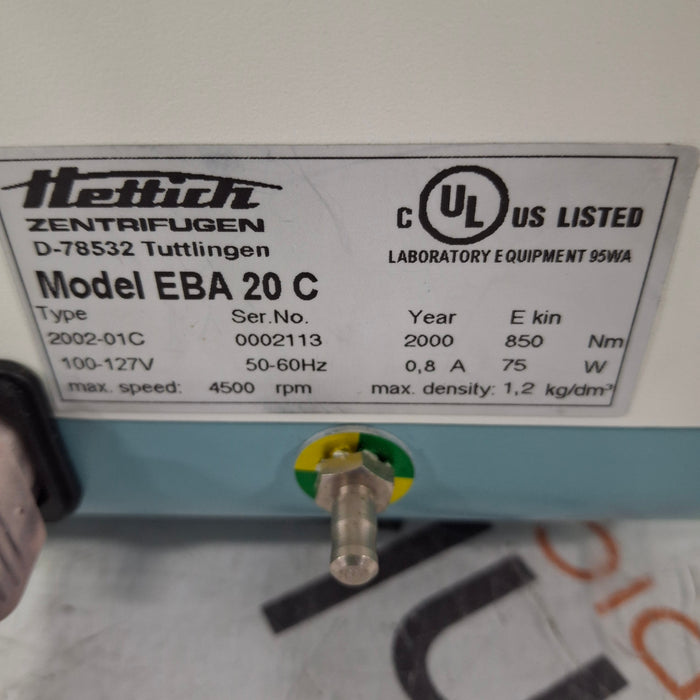 Hettich
ZENTRIFUGEN
D-78532 Tuttlingen
C UL US LISTED
LABORATORY EQUIPMENT 95WA
Model EBA 20 C
Type Ser.No. Year E kin
2002-01C 0002113 2000 850 Nm
100-127V 50-60Hz 0,8 A 75 W
max. speed: 4500 rpm max. density: 1,2 kg/dm³